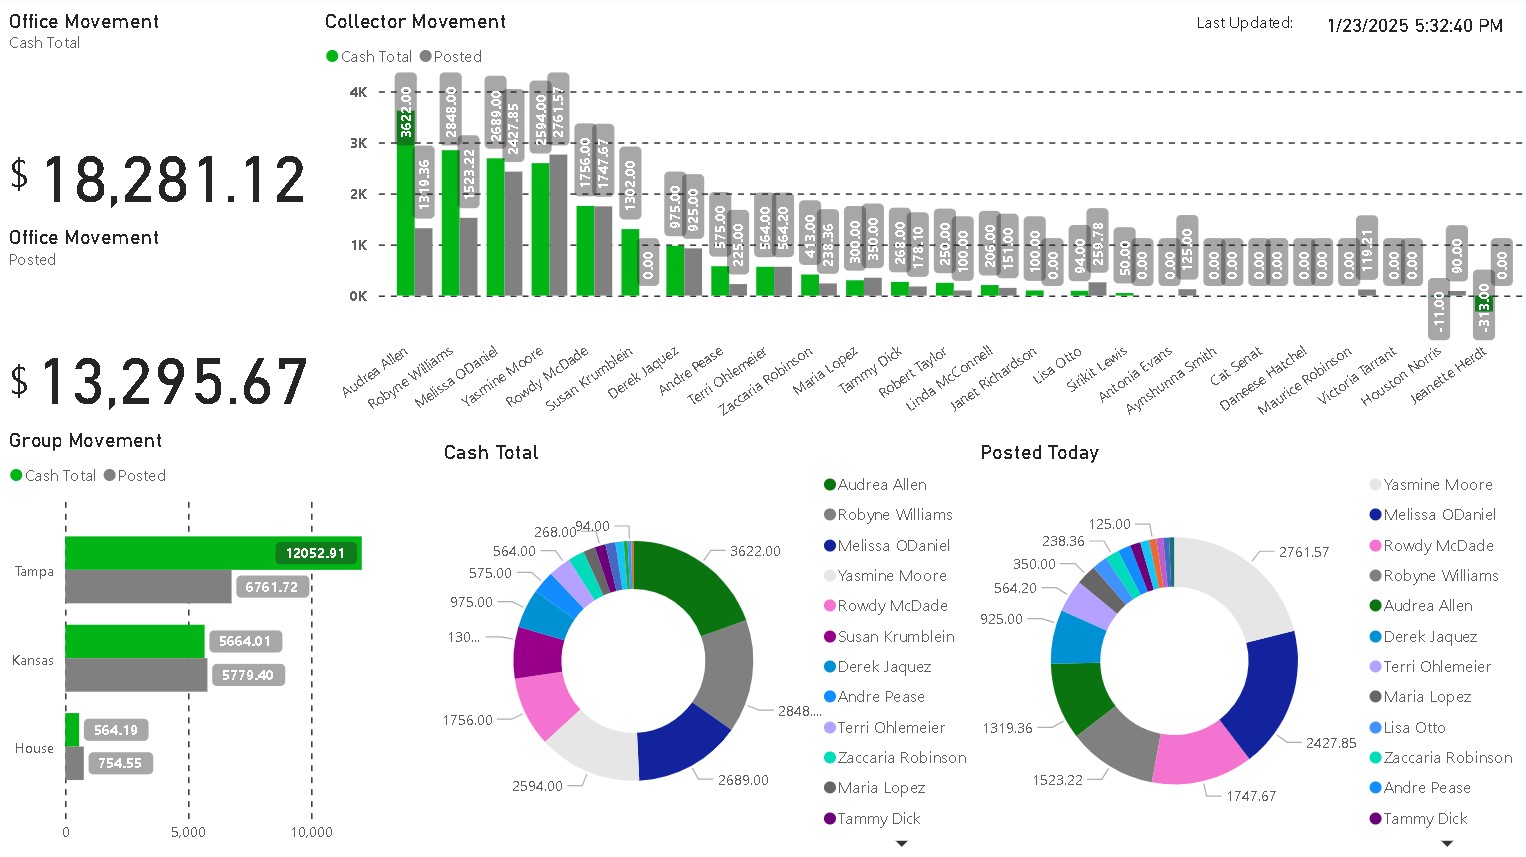 Office Movement
Cash Total
$ 18,281.12
Office Movement
Posted
$ 13,295.67
Collector Movement
Cash Total Posted
Last Updated: 1/23/2025 5:32:40 PM
4K
3K
2K
1K
0K
3622.00 1319.36
2848.00 1523.22
2689.00 2427.85
2594.00 2761.57
1756.00 1747.67
1302.00 0.00
975.00 925.00
575.00 225.00
564.00 564.20
413.00 238.36
300.00 350.00
268.00 178.10
250.00 100.00
206.00 151.00
100.00 0.00
94.00 259.78
50.00 0.00
0.00 125.00
0.00 0.00
0.00 0.00
0.00 0.00
0.00 119.21
0.00 0.00
-11.00 90.00
-313.00 0.00
Audrea Allen
Robyne Williams
Melissa ODaniel
Yasmine Moore
Rowdy McDade
Susan Krumblein
Derek Jaquez
Andre Pease
Terri Ohlemeier
Zaccaria Robinson
Maria Lopez
Tammy Dick
Robert Taylor
Linda McConnell
Janet Richardson
Lisa Otto
Sirikit Lewis
Antonia Evans
Aynshunna Smith
Cat Senat
Daneese Hatchel
Maurice Robinson
Victoria Tarrant
Houston Norris
Jeanette Herdt
Group Movement
Cash Total Posted
Tampa
12052.91
6761.72
Kansas
5664.01
5779.40
House
564.19
754.55
0 5,000 10,000
Cash Total
3622.00
2848....
2689.00
2594.00
1756.00
130...
975.00
575.00
564.00
268.00
94.00
Audrea Allen
Robyne Williams
Melissa ODaniel
Yasmine Moore
Rowdy McDade
Susan Krumblein
Derek Jaquez
Andre Pease
Terri Ohlemeier
Zaccaria Robinson
Maria Lopez
Tammy Dick
Posted Today
2761.57
2427.85
1747.67
1523.22
1319.36
925.00
564.20
350.00
238.36
125.00
Yasmine Moore
Melissa ODaniel
Rowdy McDade
Robyne Williams
Audrea Allen
Derek Jaquez
Terri Ohlemeier
Maria Lopez
Lisa Otto
Zaccaria Robinson
Andre Pease
Tammy Dick